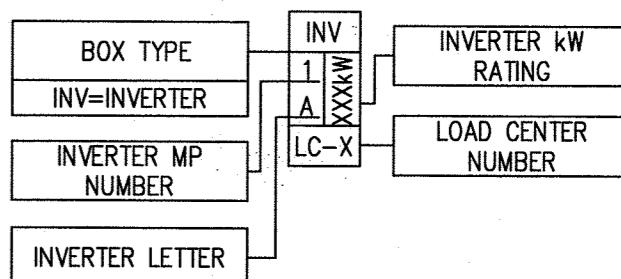 BOX TYPE
INV=INVERTER
INVERTER MP
NUMBER
INVERTER LETTER
INV
1
A
XXXkW
LC-X
INVERTER kW
RATING
LOAD CENTER
NUMBER